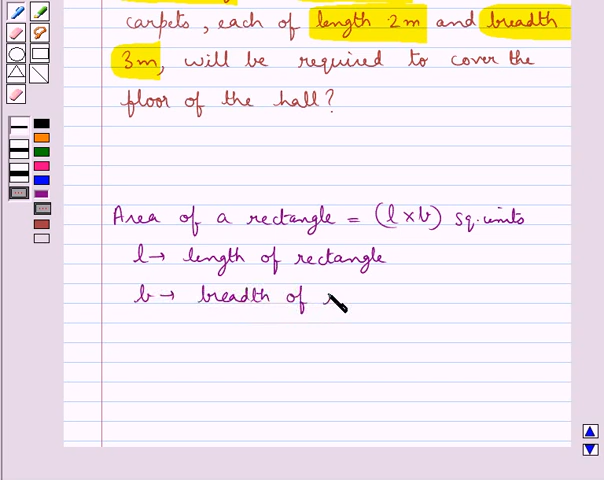 carpets, each of length 2m and breadth
3m, will be required to cover the
floor of the hall?
Area of a rectangle = (l×b) sq. units
l→ length of rectangle
b→ breadth of